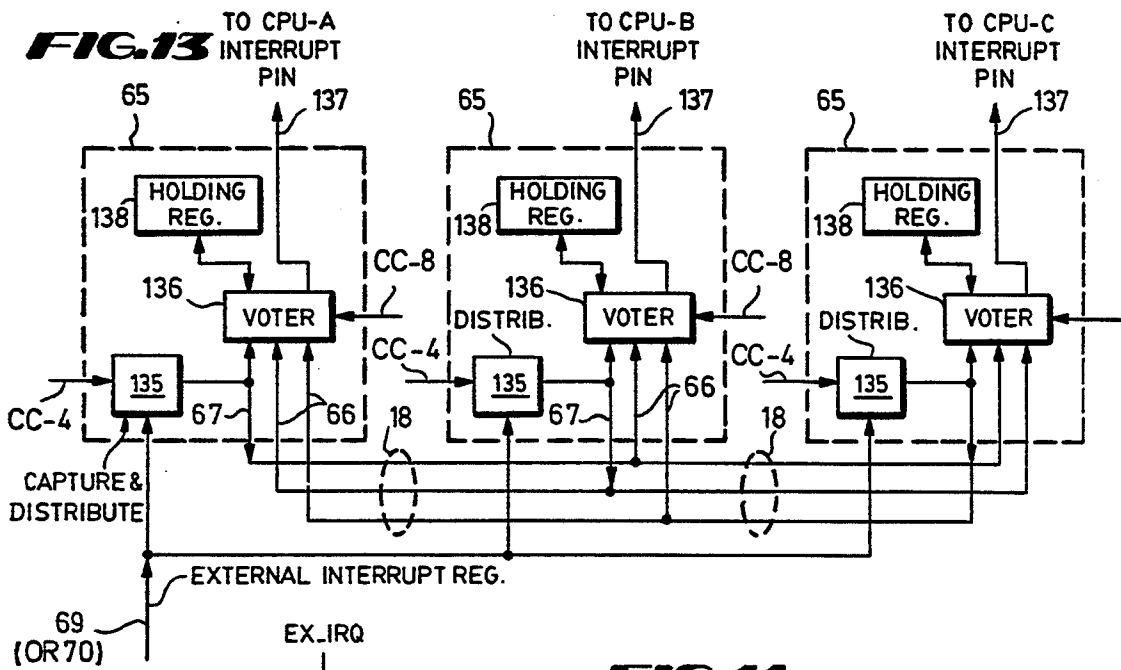 FIG.13
TO CPU-A
INTERRUPT
PIN
TO CPU-B
INTERRUPT
PIN
TO CPU-C
INTERRUPT
PIN
65
137
65
137
65
137
HOLDING
REG.
138
HOLDING
REG.
138
HOLDING
REG.
138
136
VOTER
CC-8
136
VOTER
CC-8
136
VOTER
DISTRIB.
DISTRIB.
CC-4
135
67
66
CC-4
135
67
66
CC-4
135
18
18
CAPTURE &
DISTRIBUTE
EXTERNAL INTERRUPT REG.
69
(OR 70)
EX_IRQ